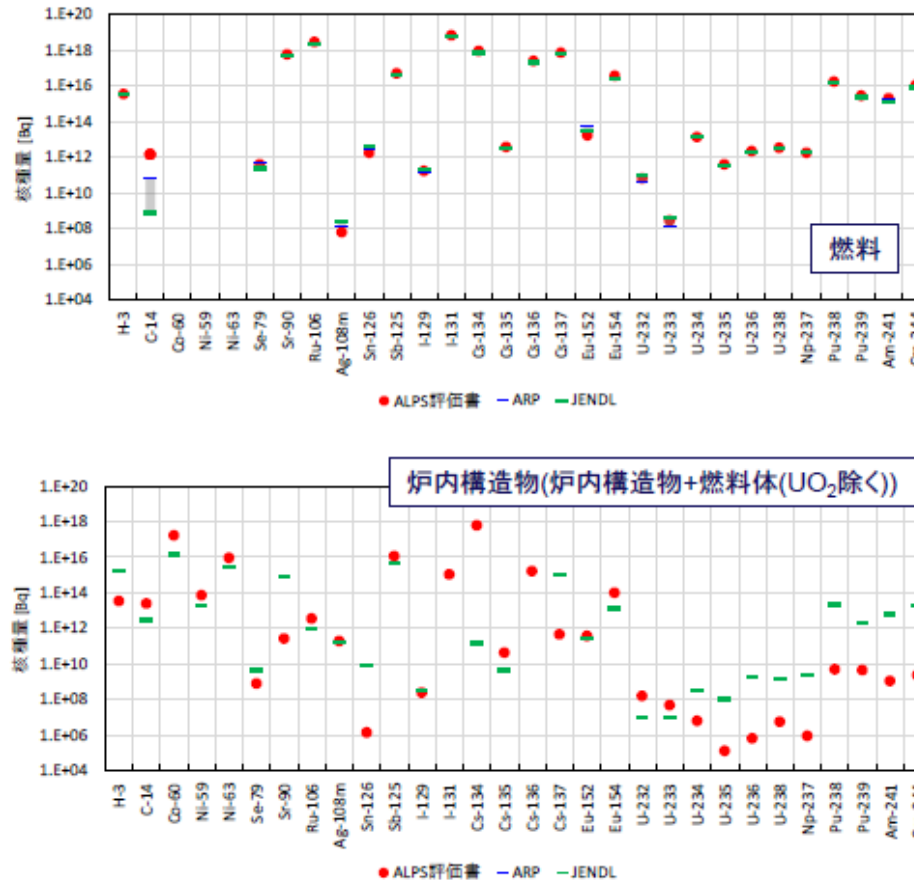 1.E+20
1.E+18
1.E+16
1.E+14
1.E+12
1.E+10
1.E+08
1.E+06
1.E+04
核種量 [Bq]
燃料
H-3
C-14
Co-60
Ni-59
Ni-63
Se-79
Sr-90
Ru-106
Ag-108m
Sn-126
Sb-125
I-129
I-131
Cs-134
Cs-135
Cs-136
Cs-137
Eu-152
Eu-154
U-232
U-233
U-234
U-235
U-236
U-238
Np-237
Pu-238
Pu-239
Am-241
ALPS評価書 ARP JENDL
炉内構造物(炉内構造物+燃料体(UO₂除く))
1.E+20
1.E+18
1.E+16
1.E+14
1.E+12
1.E+10
1.E+08
1.E+06
1.E+04
核種量 [Bq]
H-3
C-14
Co-60
Ni-59
Ni-63
Se-79
Sr-90
Ru-106
Ag-108m
Sn-126
Sb-125
I-129
I-131
Cs-134
Cs-135
Cs-136
Cs-137
Eu-152
Eu-154
U-232
U-233
U-234
U-235
U-236
U-238
Np-237
Pu-238
Pu-239
Am-241
ALPS評価書 ARP JENDL